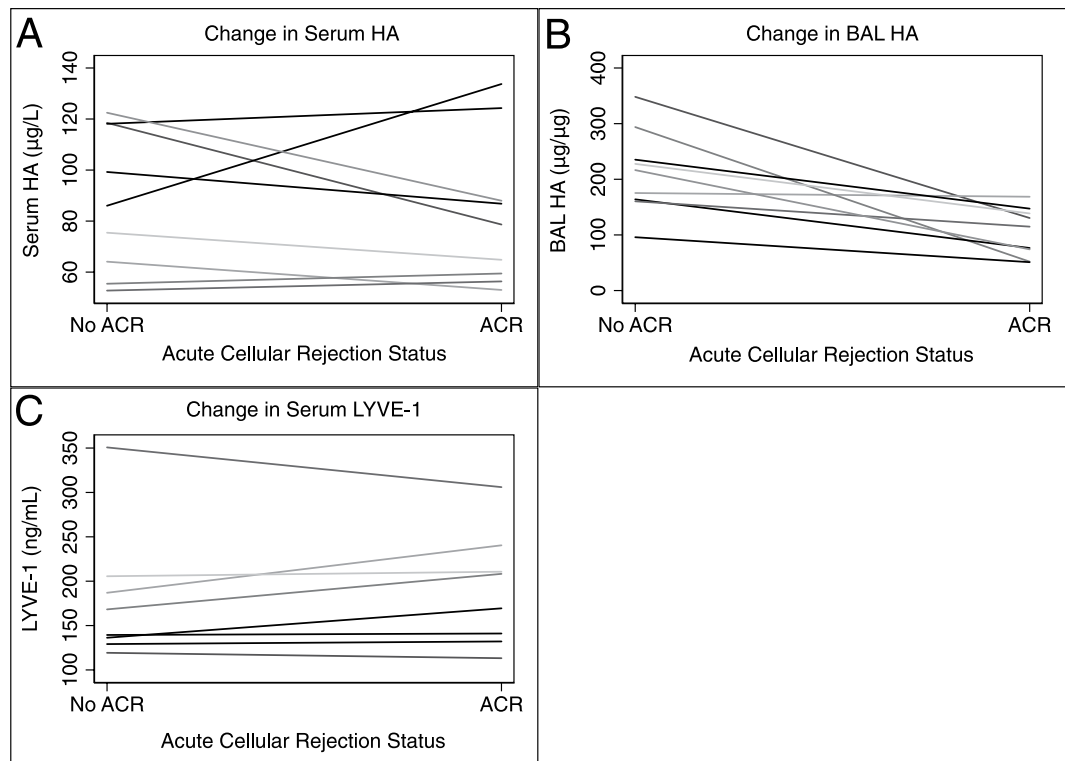 A
Change in Serum HA
Serum HA (µg/L)
140
120
100
80
60
No ACR
ACR
Acute Cellular Rejection Status
B
Change in BAL HA
BAL HA (µg/µg)
400
300
200
100
0
No ACR
ACR
Acute Cellular Rejection Status
C
Change in Serum LYVE-1
LYVE-1 (ng/mL)
350
300
250
200
150
100
No ACR
ACR
Acute Cellular Rejection Status